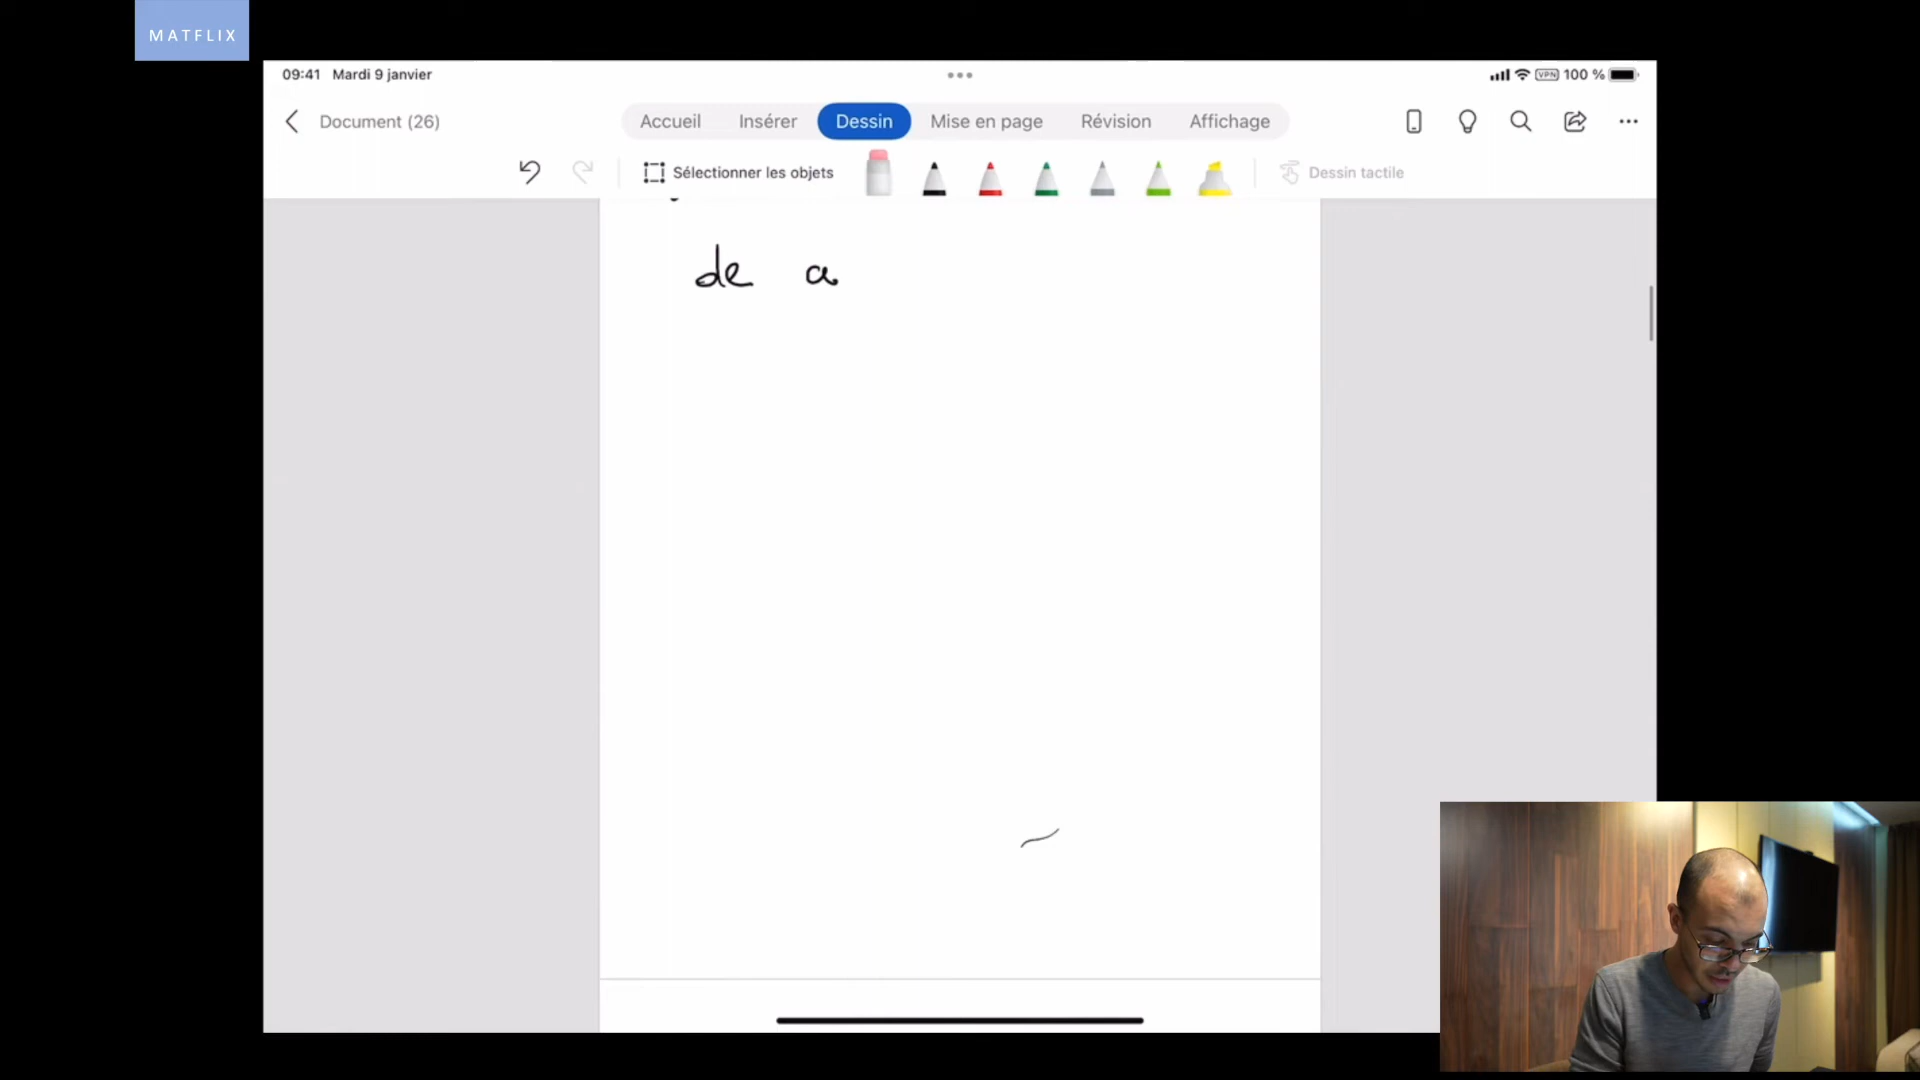 MATFLIX
09:41 Mardi 9 janvier
VPN 100 %
Document (26)
Accueil Insérer Dessin Mise en page Révision Affichage
Sélectionner les objets
Dessin tactile
de a